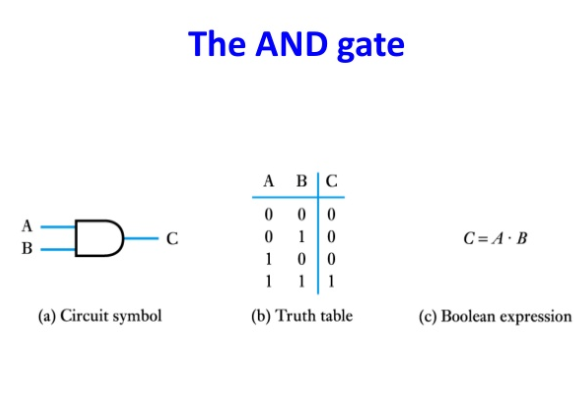 The AND gate
A B C
0 0 0
0 1 0
1 0 0
1 1 1
A
B
C
C = A · B
(a) Circuit symbol
(b) Truth table
(c) Boolean expression